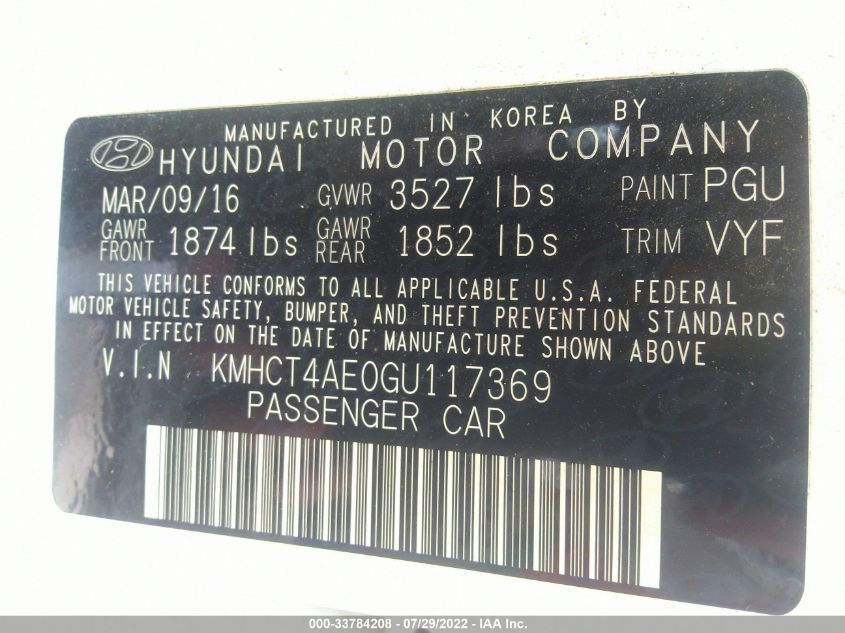 MANUFACTURED IN KOREA BY
HYUNDAI MOTOR COMPANY
MAR/09/16 GVWR 3527 lbs PAINT PGU
GAWR FRONT 1874 lbs GAWR REAR 1852 lbs TRIM VYF
THIS VEHICLE CONFORMS TO ALL APPLICABLE U.S.A. FEDERAL
MOTOR VEHICLE SAFETY, BUMPER, AND THEFT PREVENTION STANDARDS
IN EFFECT ON THE DATE OF MANUFACTURE SHOWN ABOVE
V.I.N KMHCT4AE0GU117369
PASSENGER CAR
000-33784208 - 07/29/2022 - IAA Inc.